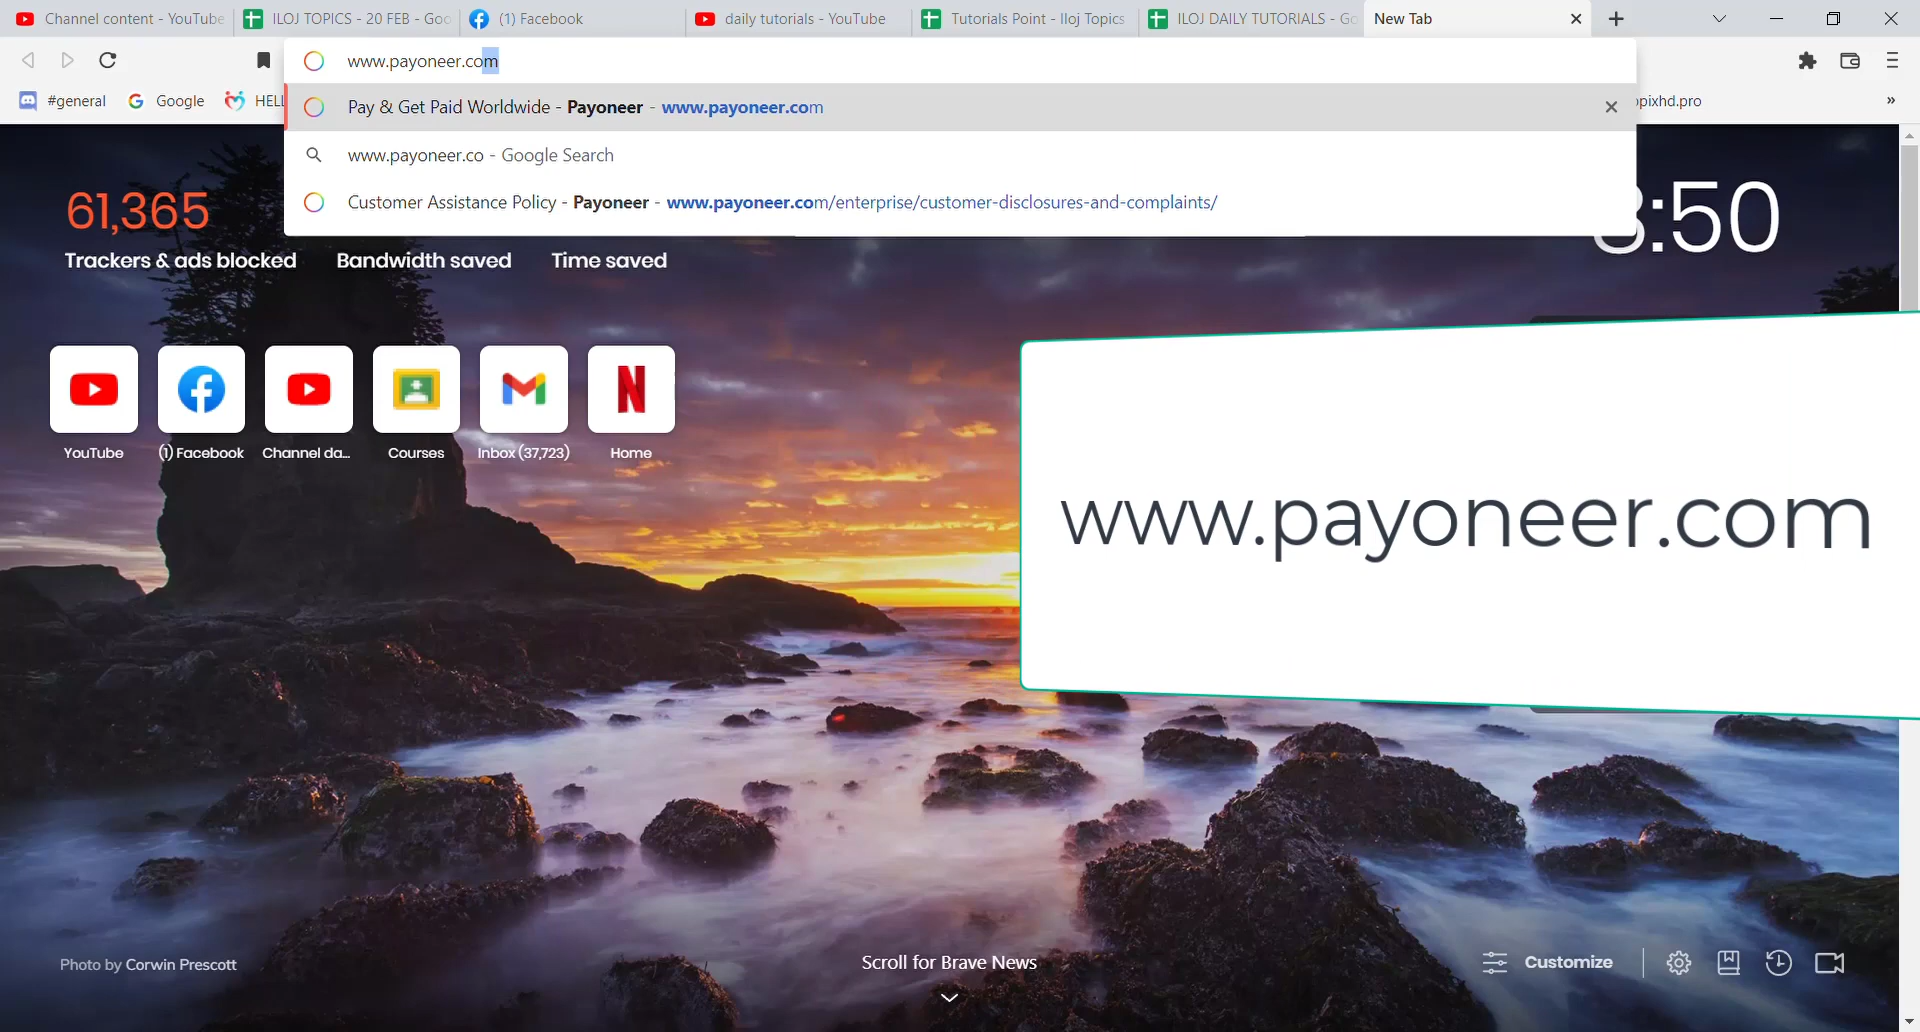 Channel content - YouTube
ILOJ TOPICS - 20 FEB - Goo
(1) Facebook
daily tutorials - YouTube
Tutorials Point - Iloj Topics
ILOJ DAILY TUTORIALS - Go
New Tab
www.payoneer.com
#general
Google
HELL
Pay & Get Paid Worldwide - Payoneer - www.payoneer.com
opixhd.pro
»
www.payoneer.co - Google Search
Customer Assistance Policy - Payoneer - www.payoneer.com/enterprise/customer-disclosures-and-complaints/
61,365
8:50
Trackers & ads blocked
Bandwidth saved
Time saved
YouTube
(1) Facebook
Channel da...
Courses
Inbox (37,723)
Home
www.payoneer.com
Photo by Corwin Prescott
Scroll for Brave News
Customize